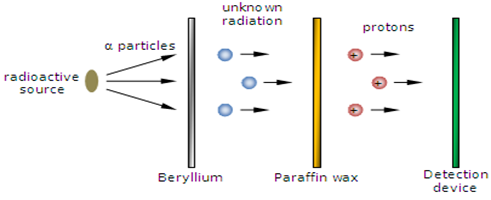 unknown
radiation
protons
α particles
radioactive
source
+
+
+
Beryllium
Paraffin wax
Detection
device